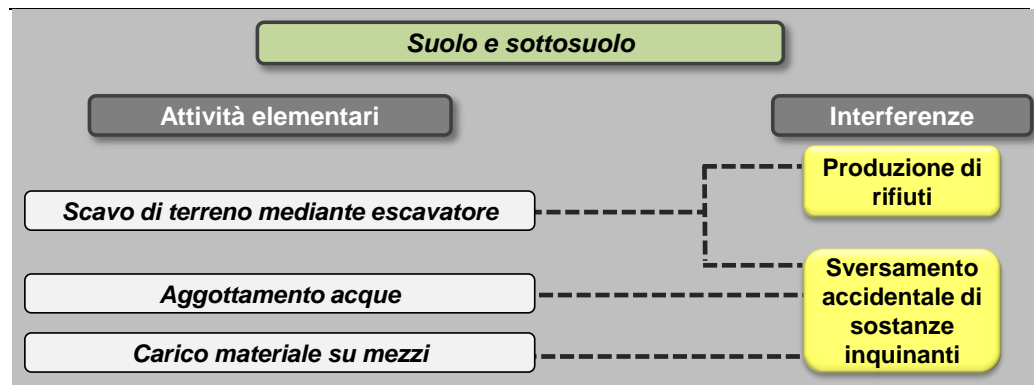 Suolo e sottosuolo
Attività elementari
Interferenze
Produzione di
rifiuti
Scavo di terreno mediante escavatore
Sversamento
accidentale di
sostanze
inquinanti
Aggottamento acque
Carico materiale su mezzi